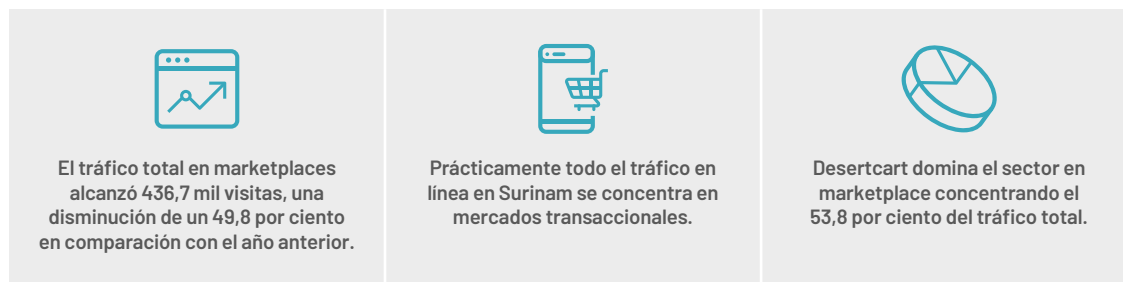 El tráfico total en marketplaces
alcanzó 436,7 mil visitas, una
disminución de un 49,8 por ciento
en comparación con el año anterior.
Prácticamente todo el tráfico en
línea en Surinam se concentra en
mercados transaccionales.
Desertcart domina el sector en
marketplace concentrando el
53,8 por ciento del tráfico total.